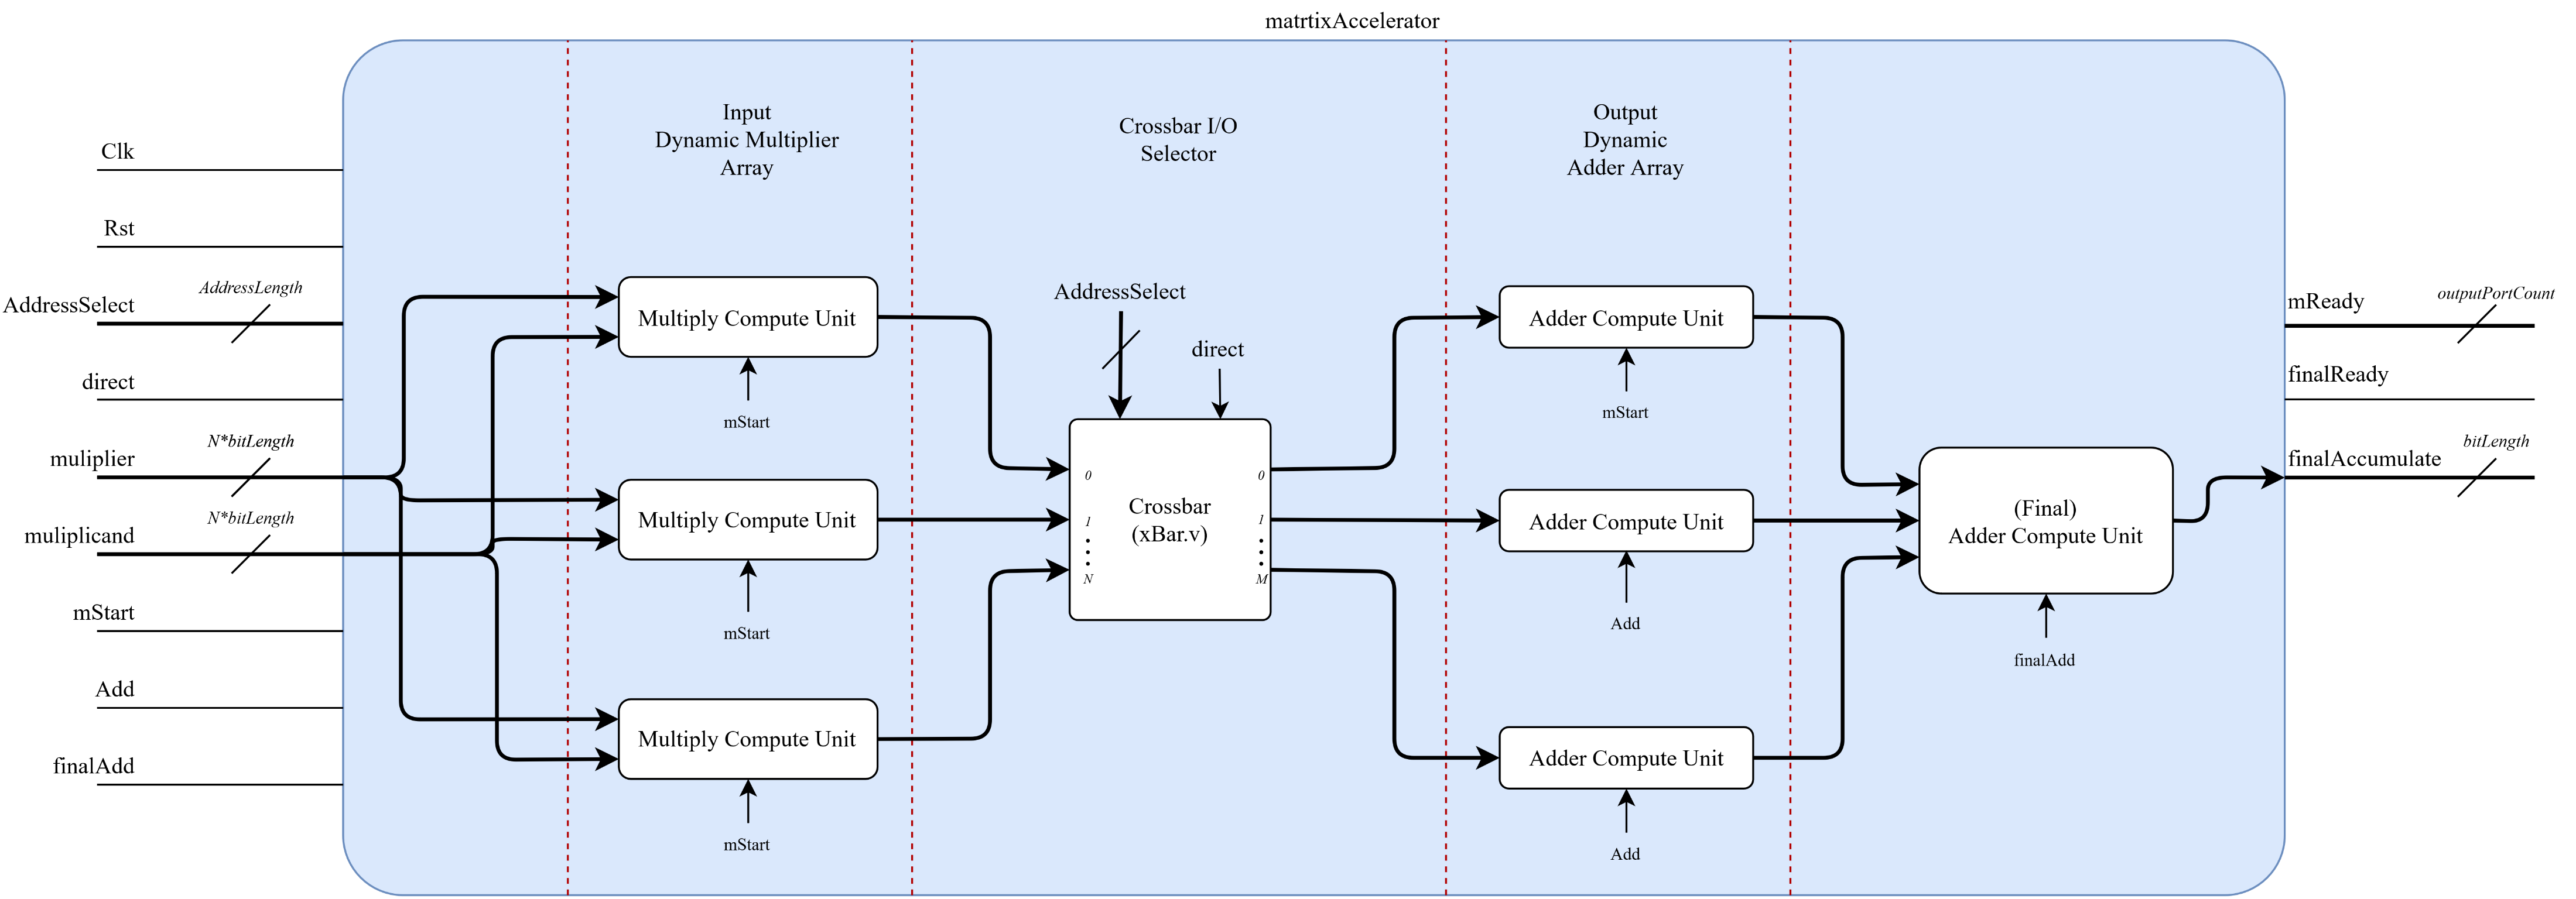 matrtixAccelerator
Clk
Rst
AddressLength
AddressSelect
direct
N*bitLength
muliplier
N*bitLength
muliplicand
mStart
Add
finalAdd
Input
Dynamic Multiplier
Array
Multiply Compute Unit
mStart
Multiply Compute Unit
mStart
Multiply Compute Unit
mStart
Crossbar I/O
Selector
AddressSelect
direct
0
0
Crossbar
(xBar.v)
1
1
N
M
Output
Dynamic
Adder Array
Adder Compute Unit
mStart
Adder Compute Unit
Add
Adder Compute Unit
Add
(Final)
Adder Compute Unit
finalAdd
outputPortCount
mReady
finalReady
bitLength
finalAccumulate